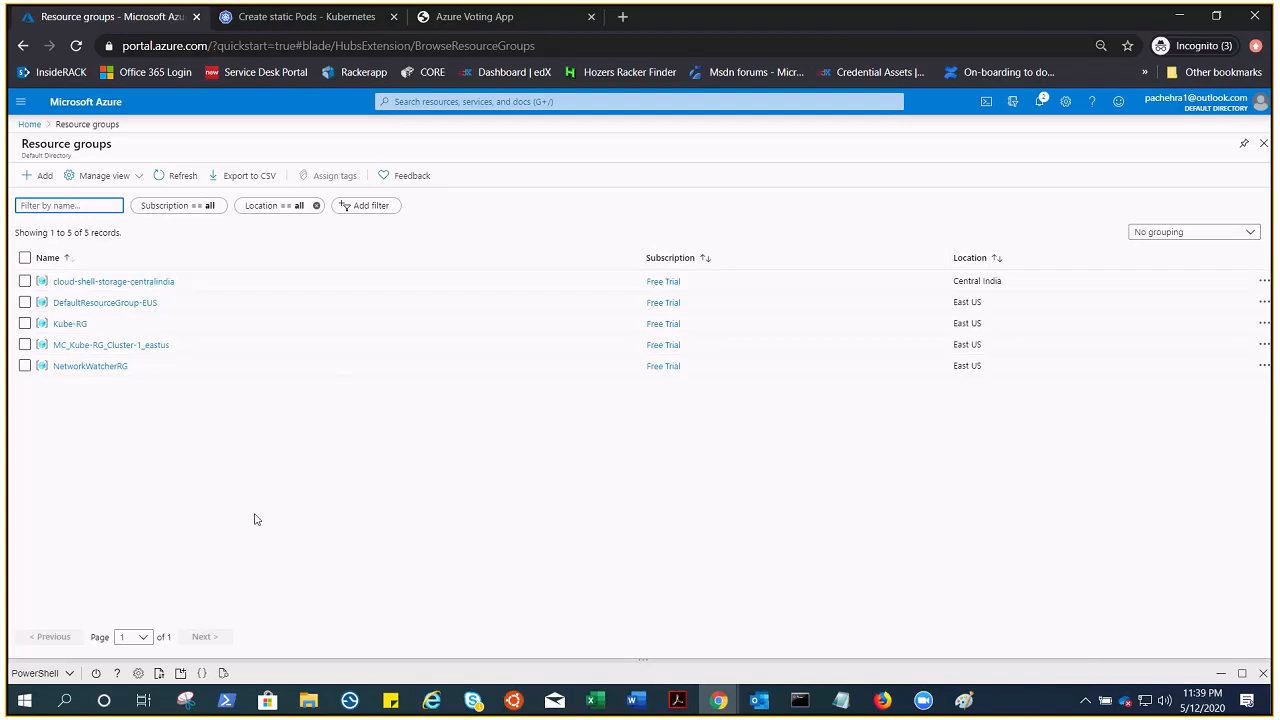 Resource groups - Microsoft Azu
Create static Pods - Kubernetes
Azure Voting App
portal.azure.com/?quickstart=true#blade/HubsExtension/BrowseResourceGroups
Incognito (3)
InsideRACK
Office 365 Login
new
Service Desk Portal
Rackerapp
CORE
Dashboard | edX
Hozers Racker Finder
Msdn forums - Micr...
Credential Assets,...
On-boarding to do...
»
Other bookmarks
Microsoft Azure
Search resources, services, and docs (G+/)
2
pachehra1@outlook.com
DEFAULT DIRECTORY
Home > Resource groups
Resource groups
Default Directory
+ Add
Manage view
Refresh
Export to CSV
Assign tags
Feedback
Filter by name...
Subscription == all
Location == all
Add filter
Showing 1 to 5 of 5 records.
No grouping
Name ↑↓
Subscription ↑↓
Location ↑↓
cloud-shell-storage-centralindia
Free Trial
Central India
...
DefaultResourceGroup-EUS
Free Trial
East US
...
Kube-RG
Free Trial
East US
...
MC_Kube-RG_Cluster-1_eastus
Free Trial
East US
...
NetworkWatcherRG
Free Trial
East US
...
< Previous
Page 1 of 1
Next >
PowerShell
?
{}
11:39 PM
5/12/2020